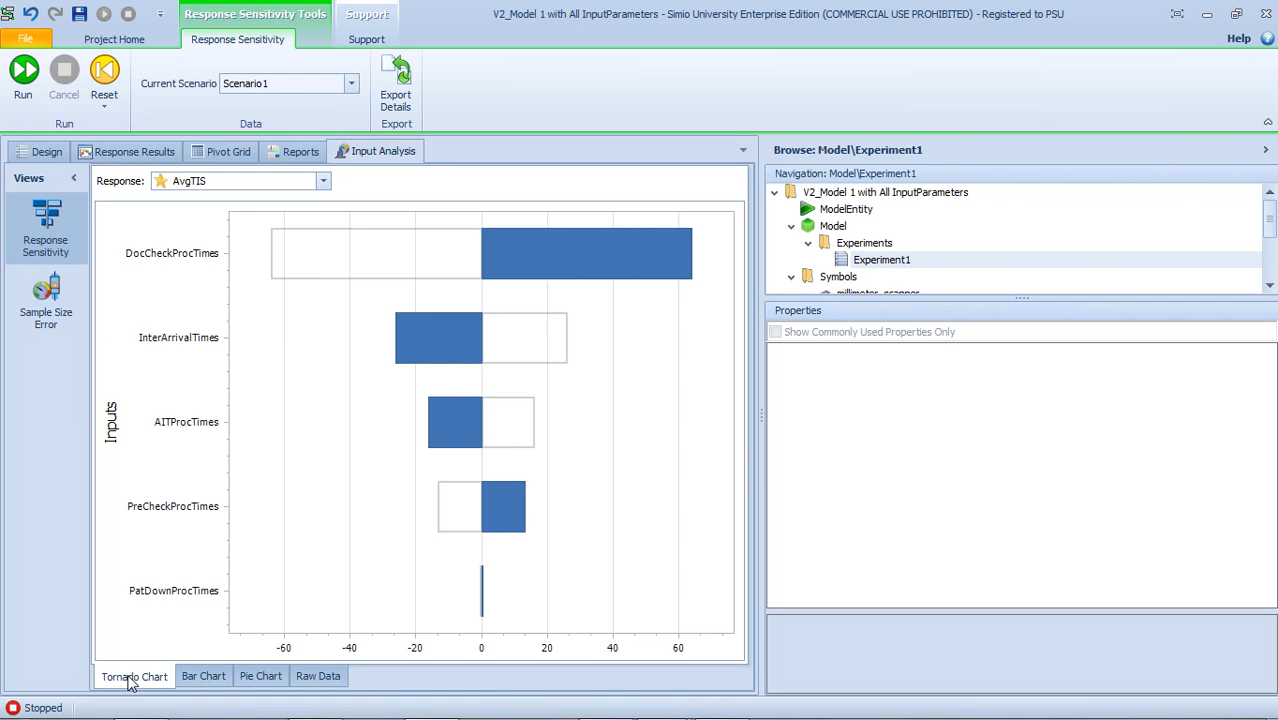 Response Sensitivity Tools
Support
V2_Model 1 with All InputParameters - Simio University Enterprise Edition (COMMERCIAL USE PROHIBITED) - Registered to PSU
File
Project Home
Response Sensitivity
Support
Help
Run
Cancel
Reset
Current Scenario
Scenario1
Export
Details
Run
Data
Export
Design
Response Results
Pivot Grid
Reports
Input Analysis
Browse: Model\Experiment1
Views
Response:
AvgTIS
Navigation: Model\Experiment1
V2_Model 1 with All InputParameters
ModelEntity
Model
Experiments
Experiment1
Symbols
millimeter_scanner
Response
Sensitivity
Sample Size
Error
Properties
Show Commonly Used Properties Only
Inputs
DocCheckProcTimes
InterArrivalTimes
AITProcTimes
PreCheckProcTimes
PatDownProcTimes
-60 -40 -20 0 20 40 60
Tornado Chart
Bar Chart
Pie Chart
Raw Data
Stopped